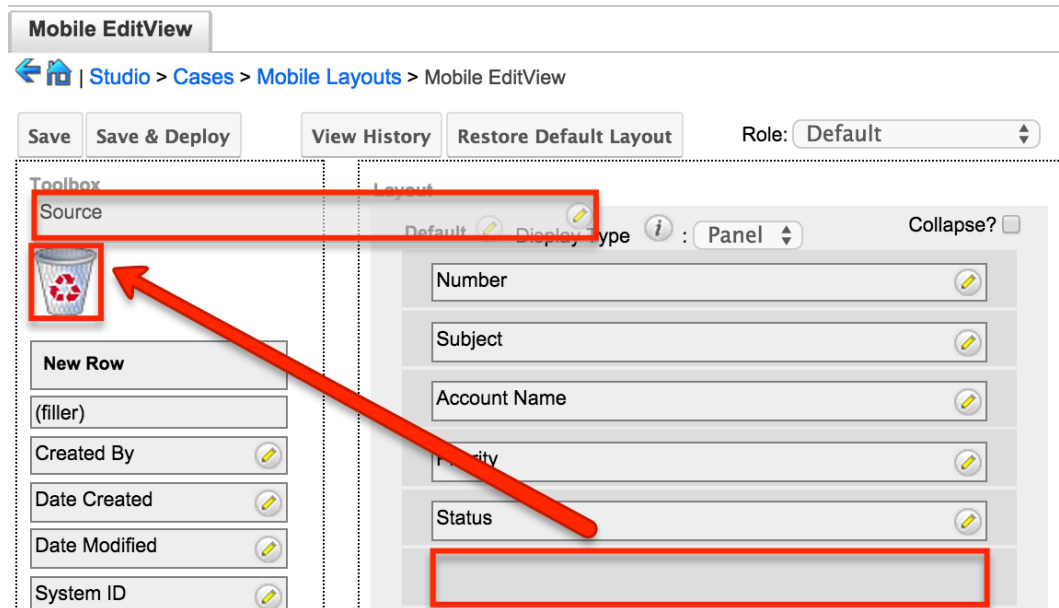 Mobile EditView
| Studio > Cases > Mobile Layouts > Mobile EditView
Save Save & Deploy View History Restore Default Layout Role: Default
Toolbox
Layout
Source
Default Display Type i : Panel Collapse?
Number
Subject
New Row
Account Name
(filler)
Created By
Priority
Date Created
Status
Date Modified
System ID